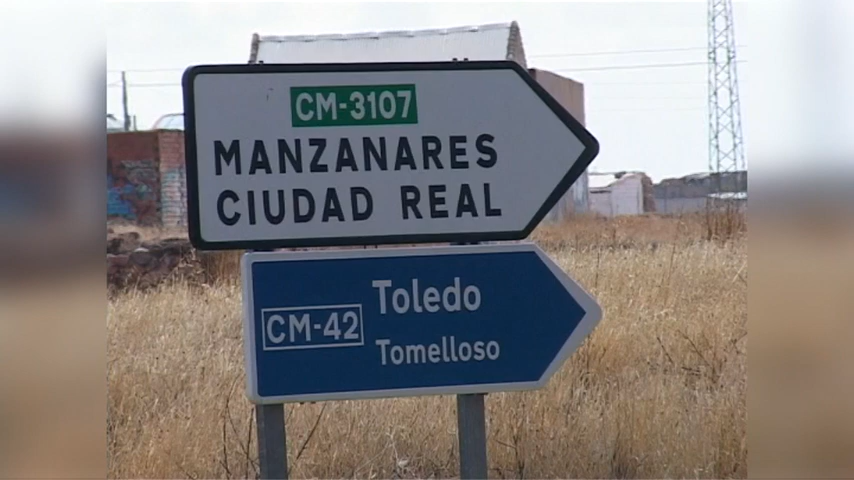 CM-3107
MANZANARES
CIUDAD REAL
CM-42
Toledo
Tomelloso